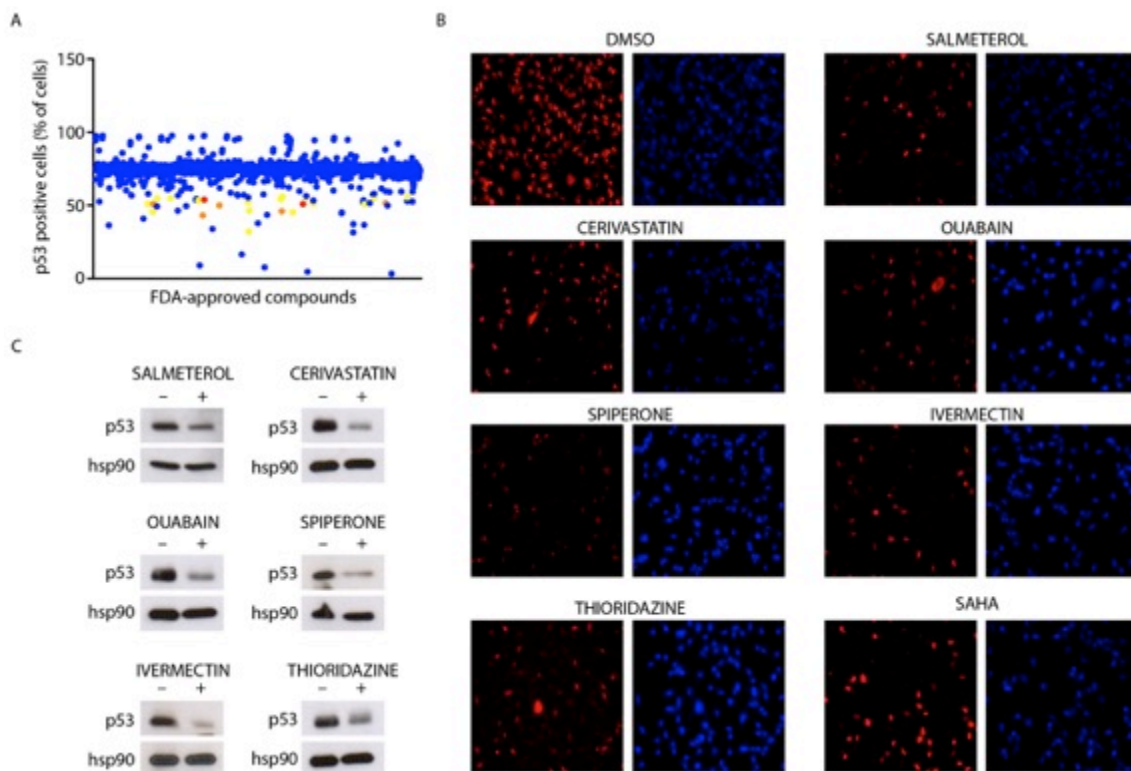 A
p53 positive cells (% of cells)
150
100
50
0
FDA-approved compounds
B
DMSO
SALMETEROL
CERIVASTATIN
OUABAIN
SPIPERONE
IVERMECTIN
THIORIDAZINE
SAHA
C
SALMETEROL
– +
p53
hsp90
CERIVASTATIN
– +
p53
hsp90
OUABAIN
– +
p53
hsp90
SPIPERONE
– +
p53
hsp90
IVERMECTIN
– +
p53
hsp90
THIORIDAZINE
– +
p53
hsp90